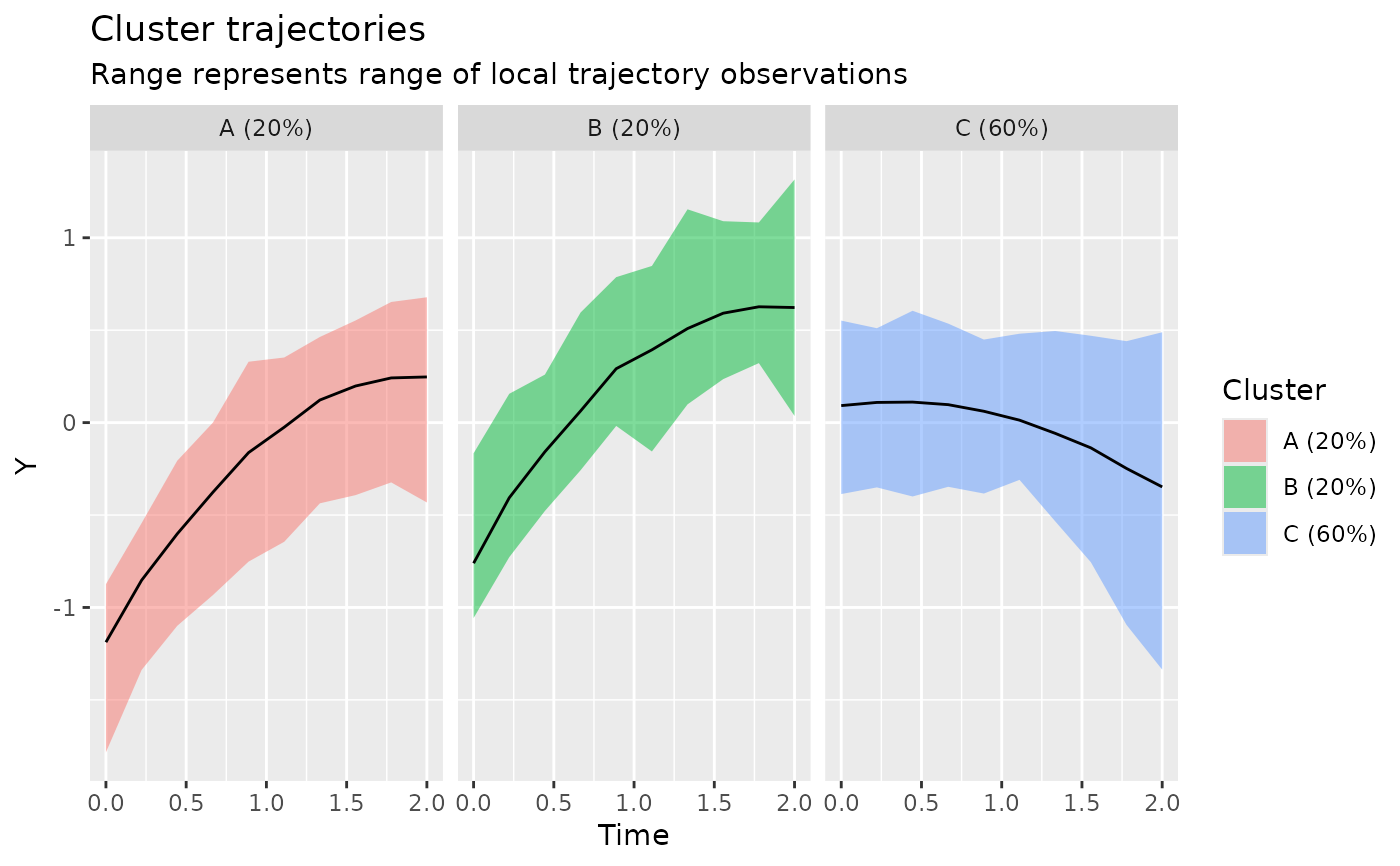 Cluster trajectories
Range represents range of local trajectory observations
A (20%)
B (20%)
C (60%)
1
0
-1
Y
0.0 0.5 1.0 1.5 2.0
0.0 0.5 1.0 1.5 2.0
0.0 0.5 1.0 1.5 2.0
Time
Cluster
A (20%)
B (20%)
C (60%)